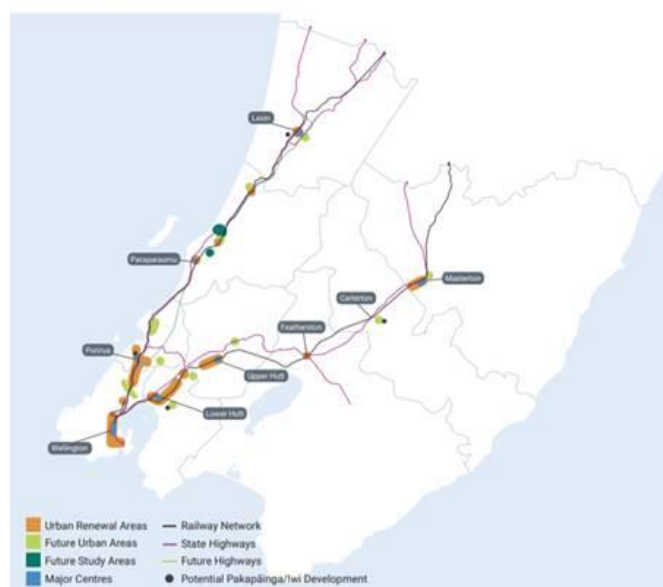 Levin
Paraparaumu
Masterton
Carterton
Featherston
Porirua
Upper Hutt
Lower Hutt
Wellington
Urban Renewal Areas
Future Urban Areas
Future Study Areas
Major Centres
Railway Network
State Highways
Future Highways
Potential Pakapāinga/Iwi Development